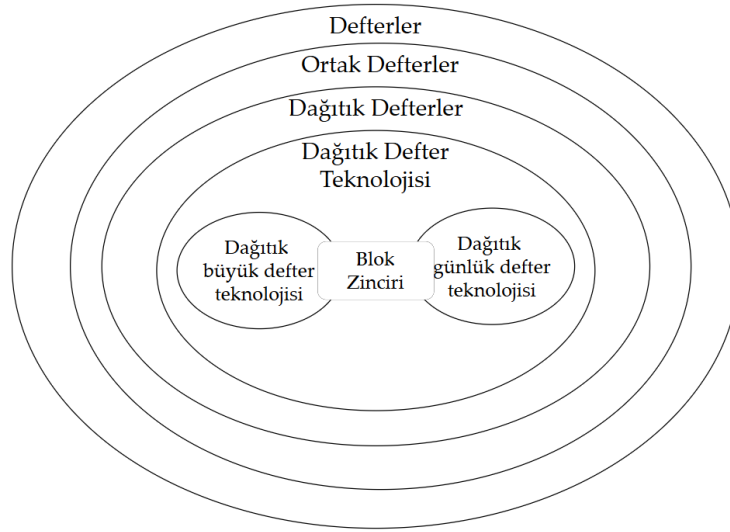 Defterler
Ortak Defterler
Dağıtık Defterler
Dağıtık Defter
Teknolojisi
Dağıtık
büyük defter
teknolojisi
Blok
Zinciri
Dağıtık
günlük defter
teknolojisi